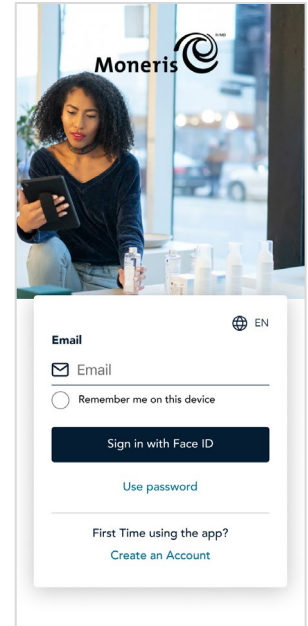 Moneris
EN
Email
Email
Remember me on this device
Sign in with Face ID
Use password
First Time using the app?
Create an Account